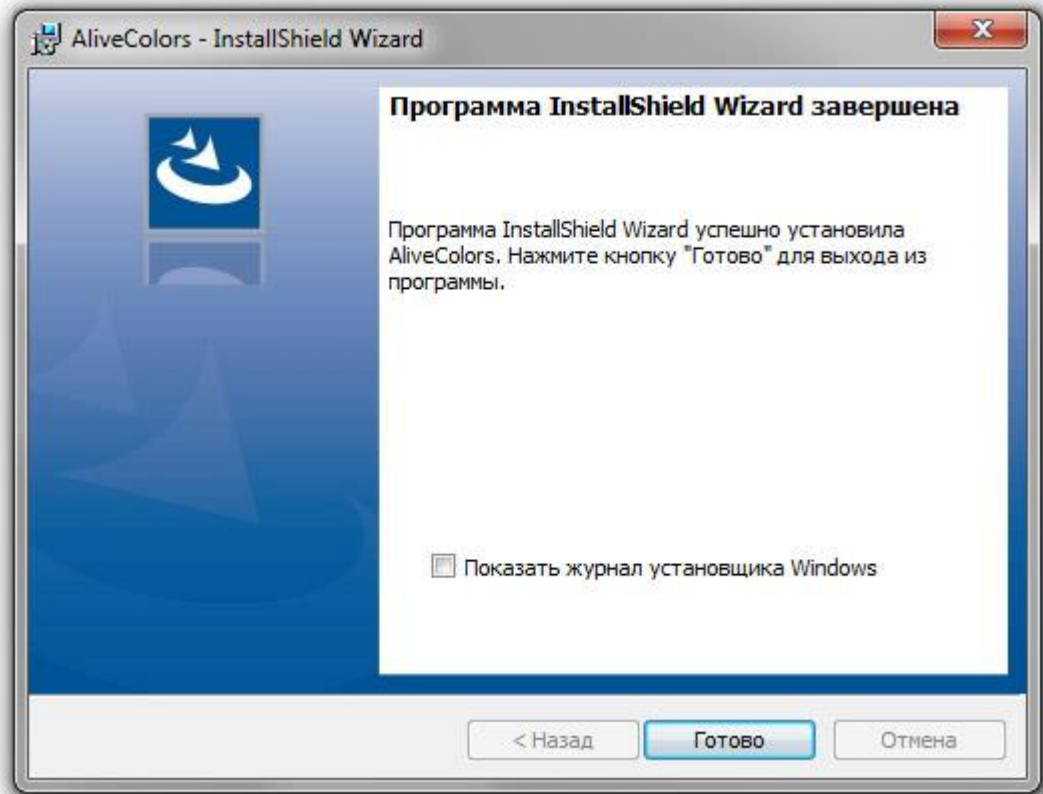 AliveColors - InstallShield Wizard
Программа InstallShield Wizard завершена
Программа InstallShield Wizard успешно установила
AliveColors. Нажмите кнопку "Готово" для выхода из
программы.
Показать журнал установщика Windows
< Назад
Готово
Отмена